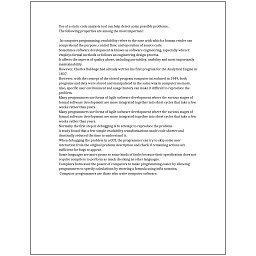 Use of a static code analysis tool can help detect some possible problems.
The following properties are among the most important:
In computer programming, readability refers to the ease with which a human reader can
comprehend the purpose, control flow, and operation of source code.
Sometimes software development is known as software engineering, especially when it
employs formal methods or follows an engineering design process.
It affects the aspects of quality above, including portability, usability and most importantly
maintainability.
However, Charles Babbage had already written his first program for the Analytical Engine in
1837.
However, with the concept of the stored-program computer introduced in 1949, both
programs and data were stored and manipulated in the same way in computer memory.
Also, specific user environment and usage history can make it difficult to reproduce the
problem.
Many programmers use forms of Agile software development where the various stages of
formal software development are more integrated together into short cycles that take a few
weeks rather than years.
Many programmers use forms of Agile software development where the various stages of
formal software development are more integrated together into short cycles that take a few
weeks rather than years.
Normally the first step in debugging is to attempt to reproduce the problem.
A study found that a few simple readability transformations made code shorter and
drastically reduced the time to understand it.
When debugging the problem in a GUI, the programmer can try to skip some user
interaction from the original problem description and check if remaining actions are
sufficient for bugs to appear.
Some languages are more prone to some kinds of faults because their specification does not
require compilers to perform as much checking as other languages.
Compilers harnessed the power of computers to make programming easier by allowing
programmers to specify calculations by entering a formula using infix notation.
Computer programmers are those who write computer software.